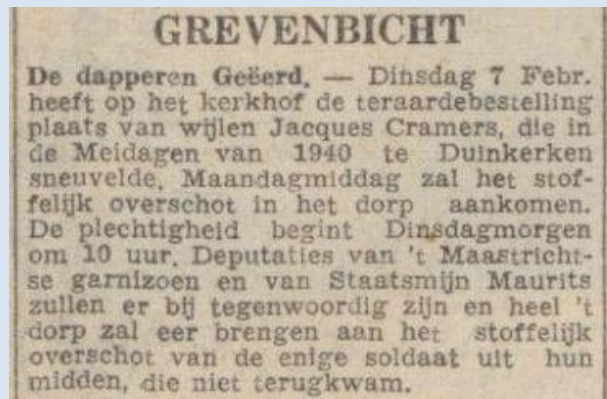 GREVENBICHT
De dapperen Geëerd. — Dinsdag 7 Febr.
heeft op het kerkhof de teraardebestelling
plaats van wijlen Jacques Cramers, die in
de Meidagen van 1940 te Duinkerken
sneuvelde. Maandagmiddag zal het stof-
felijk overschot in het dorp aankomen.
De plechtigheid begint Dinsdagmorgen
om 10 uur. Deputaties van 't Maastricht-
se garnizoen en van Staatsmijn Maurits
zullen er bij tegenwoordig zijn en heel 't
dorp zal eer brengen aan het stoffelijk
overschot van de enige soldaat uit hun
midden, die niet terugkwam.